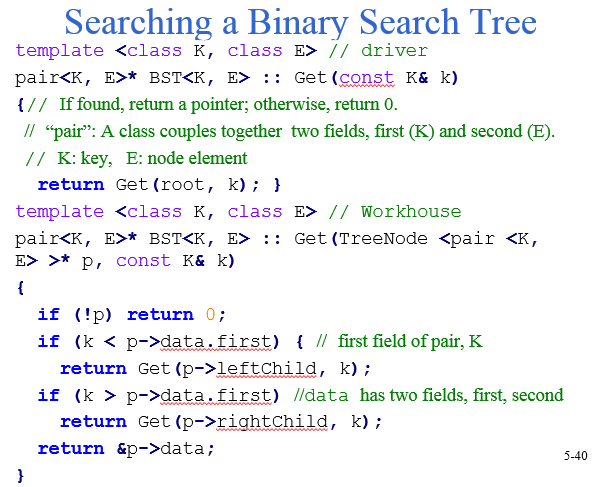 Searching a Binary Search Tree
template <class K, class E> // driver
pair<K, E>* BST<K, E> :: Get(const K& k)
{// If found, return a pointer; otherwise, return 0.
// “pair”: A class couples together two fields, first (K) and second (E).
// K: key, E: node element
return Get(root, k); }
template <class K, class E> // Workhouse
pair<K, E>* BST<K, E> :: Get(TreeNode <pair <K,
E> >* p, const K& k)
{
if (!p) return 0;
if (k < p->data.first) { // first field of pair, K
return Get(p->leftChild, k);
if (k > p->data.first) //data has two fields, first, second
return Get(p->rightChild, k);
return &p->data;
5-40
}